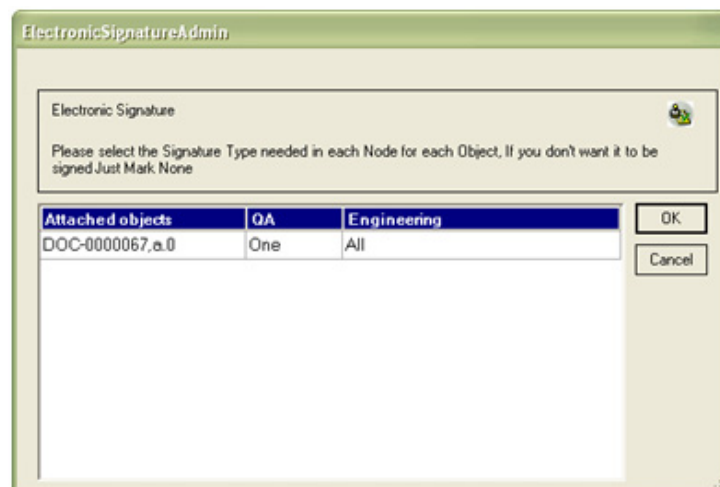 ElectronicSignatureAdmin
Electronic Signature
Please select the Signature Type needed in each Node for each Object, If you don't want it to be
signed Just Mark None
Attached objects QA Engineering OK
DOC-0000067,a.0 One All
Cancel